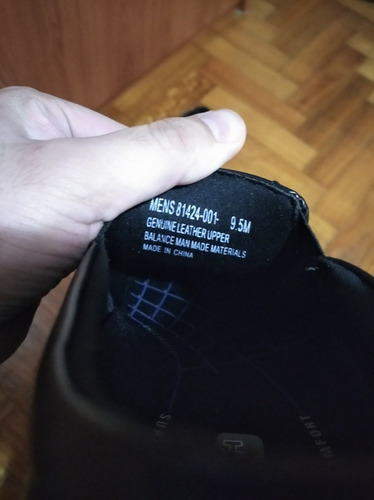 MENS 81424-001- 9.5M
GENUINE LEATHER UPPER
BALANCE MAN MADE MATERIALS
MADE IN CHINA